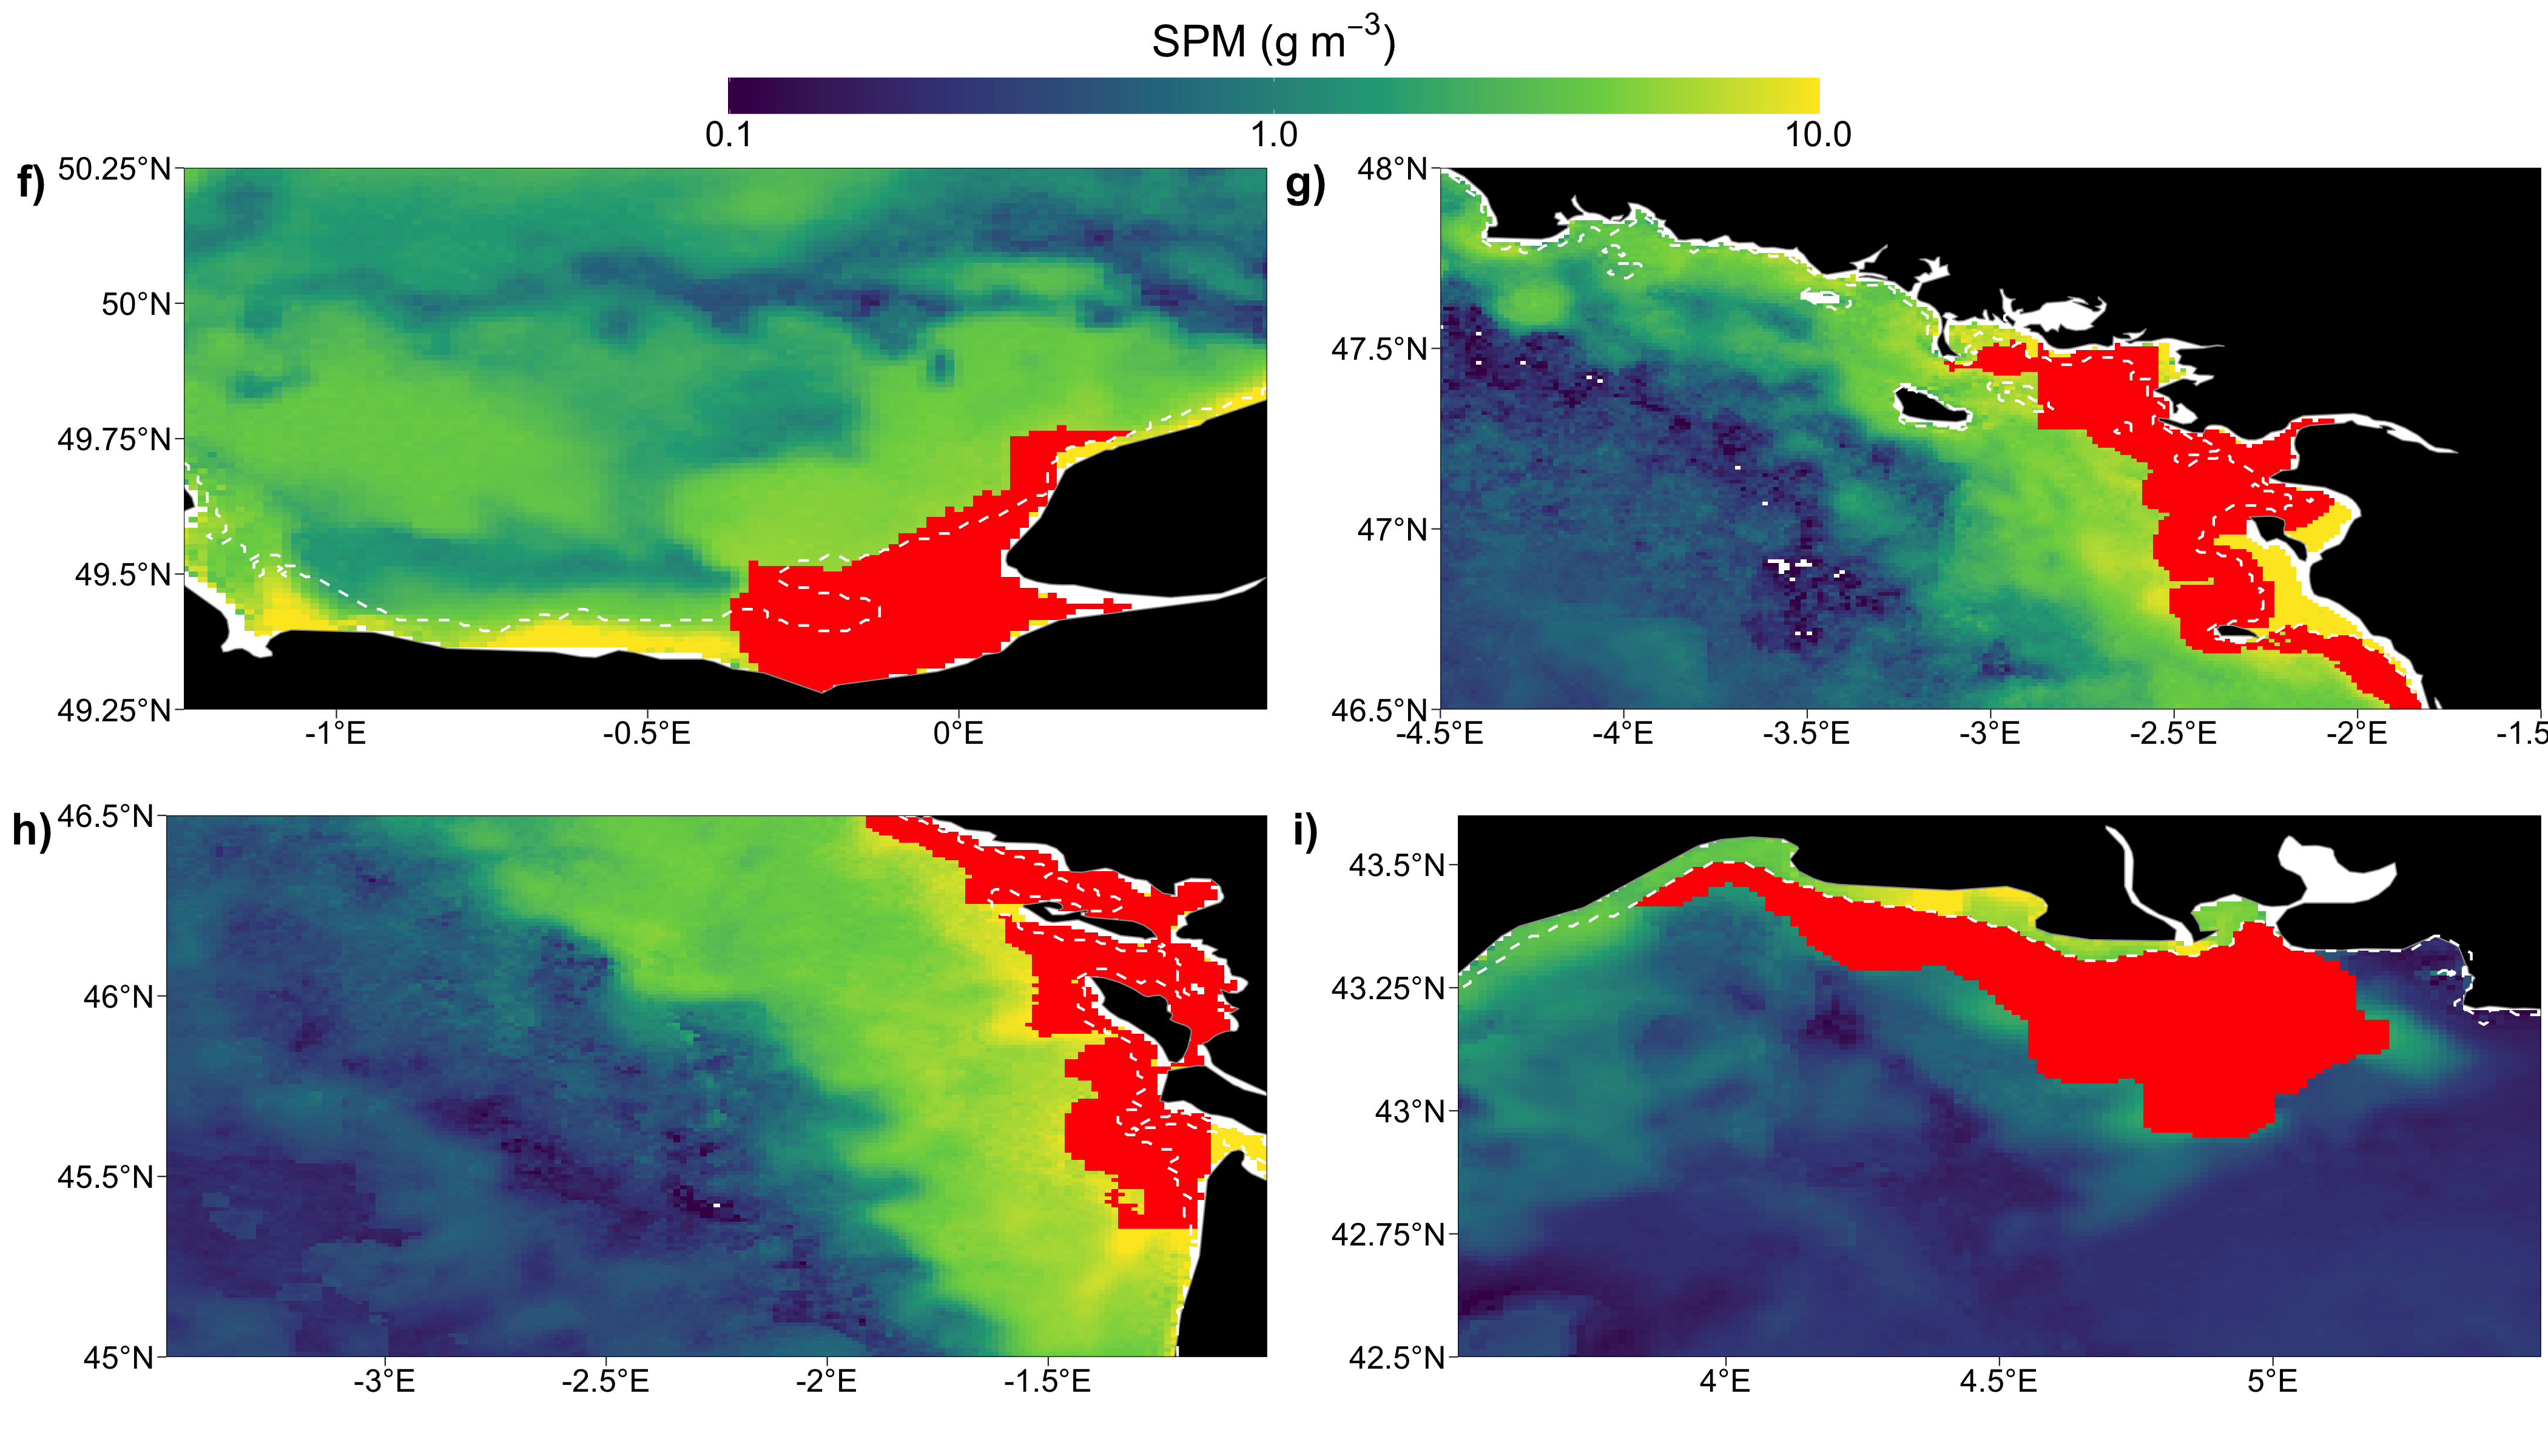 SPM (g m⁻³)
0.1 1.0 10.0
f)
50.25°N
50°N
49.75°N
49.5°N
49.25°N
-1°E -0.5°E 0°E
g)
48°N
47.5°N
47°N
46.5°N
-4.5°E -4°E -3.5°E -3°E -2.5°E -2°E -1.5
h)
46.5°N
46°N
45.5°N
45°N
-3°E -2.5°E -2°E -1.5°E
i)
43.5°N
43.25°N
43°N
42.75°N
42.5°N
4°E 4.5°E 5°E